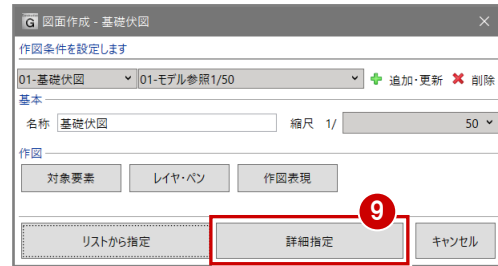 G 図面作成 - 基礎伏図
作図条件を設定します
01-基礎伏図 01-モデル参照1/50 追加・更新 削除
基本
名称 基礎伏図 縮尺 1/ 50
作図
対象要素 レイヤ・ペン 作図表現
9
リストから指定 詳細指定 キャンセル